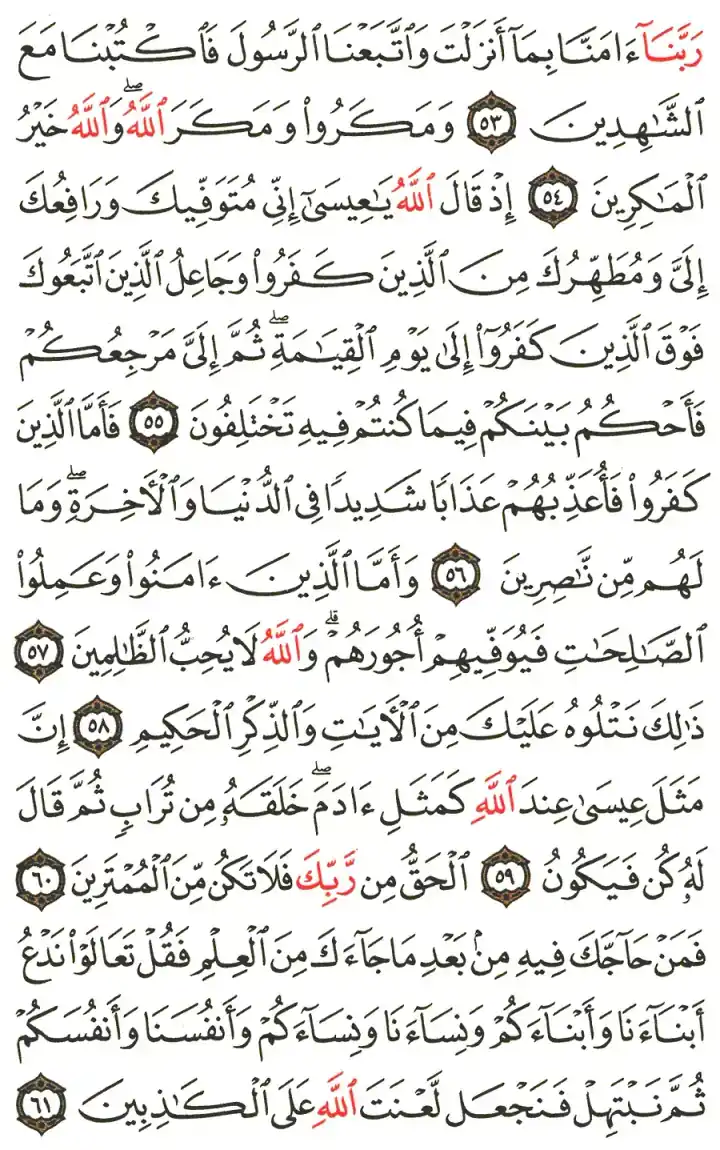 رَبَّنَآ ءَامَنَّا بِمَآ أَنزَلْتَ وَٱتَّبَعْنَا ٱلرَّسُولَ فَٱكْتُبْنَا مَعَ
ٱلشَّـٰهِدِينَ ٥٣ وَمَكَرُوا۟ وَمَكَرَ ٱللَّهُ ۖ وَٱللَّهُ خَيْرُ
ٱلْمَـٰكِرِينَ ٥٤ إِذْ قَالَ ٱللَّهُ يَـٰعِيسَىٰٓ إِنِّى مُتَوَفِّيكَ وَرَافِعُكَ
إِلَىَّ وَمُطَهِّرُكَ مِنَ ٱلَّذِينَ كَفَرُوا۟ وَجَاعِلُ ٱلَّذِينَ ٱتَّبَعُوكَ
فَوْقَ ٱلَّذِينَ كَفَرُوٓا۟ إِلَىٰ يَوْمِ ٱلْقِيَـٰمَةِ ۖ ثُمَّ إِلَىَّ مَرْجِعُكُمْ
فَأَحْكُمُ بَيْنَكُمْ فِيمَا كُنتُمْ فِيهِ تَخْتَلِفُونَ ٥٥ فَأَمَّا ٱلَّذِينَ
كَفَرُوا۟ فَأُعَذِّبُهُمْ عَذَابًا شَدِيدًا فِى ٱلدُّنْيَا وَٱلْـَٔاخِرَةِ ۖ وَمَا
لَهُم مِّن نَّـٰصِرِينَ ٥٦ وَأَمَّا ٱلَّذِينَ ءَامَنُوا۟ وَعَمِلُوا۟
ٱلصَّـٰلِحَـٰتِ فَيُوَفِّيهِمْ أُجُورَهُمْ ۗ وَٱللَّهُ لَا يُحِبُّ ٱلظَّـٰلِمِينَ ٥٧
ذَٰلِكَ نَتْلُوهُ عَلَيْكَ مِنَ ٱلْـَٔايَـٰتِ وَٱلذِّكْرِ ٱلْحَكِيمِ ٥٨ إِنَّ
مَثَلَ عِيسَىٰ عِندَ ٱللَّهِ كَمَثَلِ ءَادَمَ ۖ خَلَقَهُۥ مِن تُرَابٍ ثُمَّ قَالَ
لَهُۥ كُن فَيَكُونُ ٥٩ ٱلْحَقُّ مِن رَّبِّكَ فَلَا تَكُن مِّنَ ٱلْمُمْتَرِينَ ٦٠
فَمَنْ حَآجَّكَ فِيهِ مِنۢ بَعْدِ مَا جَآءَكَ مِنَ ٱلْعِلْمِ فَقُلْ تَعَالَوْا۟ نَدْعُ
أَبْنَآءَنَا وَأَبْنَآءَكُمْ وَنِسَآءَنَا وَنِسَآءَكُمْ وَأَنفُسَنَا وَأَنفُسَكُمْ
ثُمَّ نَبْتَهِلْ فَنَجْعَل لَّعْنَتَ ٱللَّهِ عَلَى ٱلْكَـٰذِبِينَ ٦١